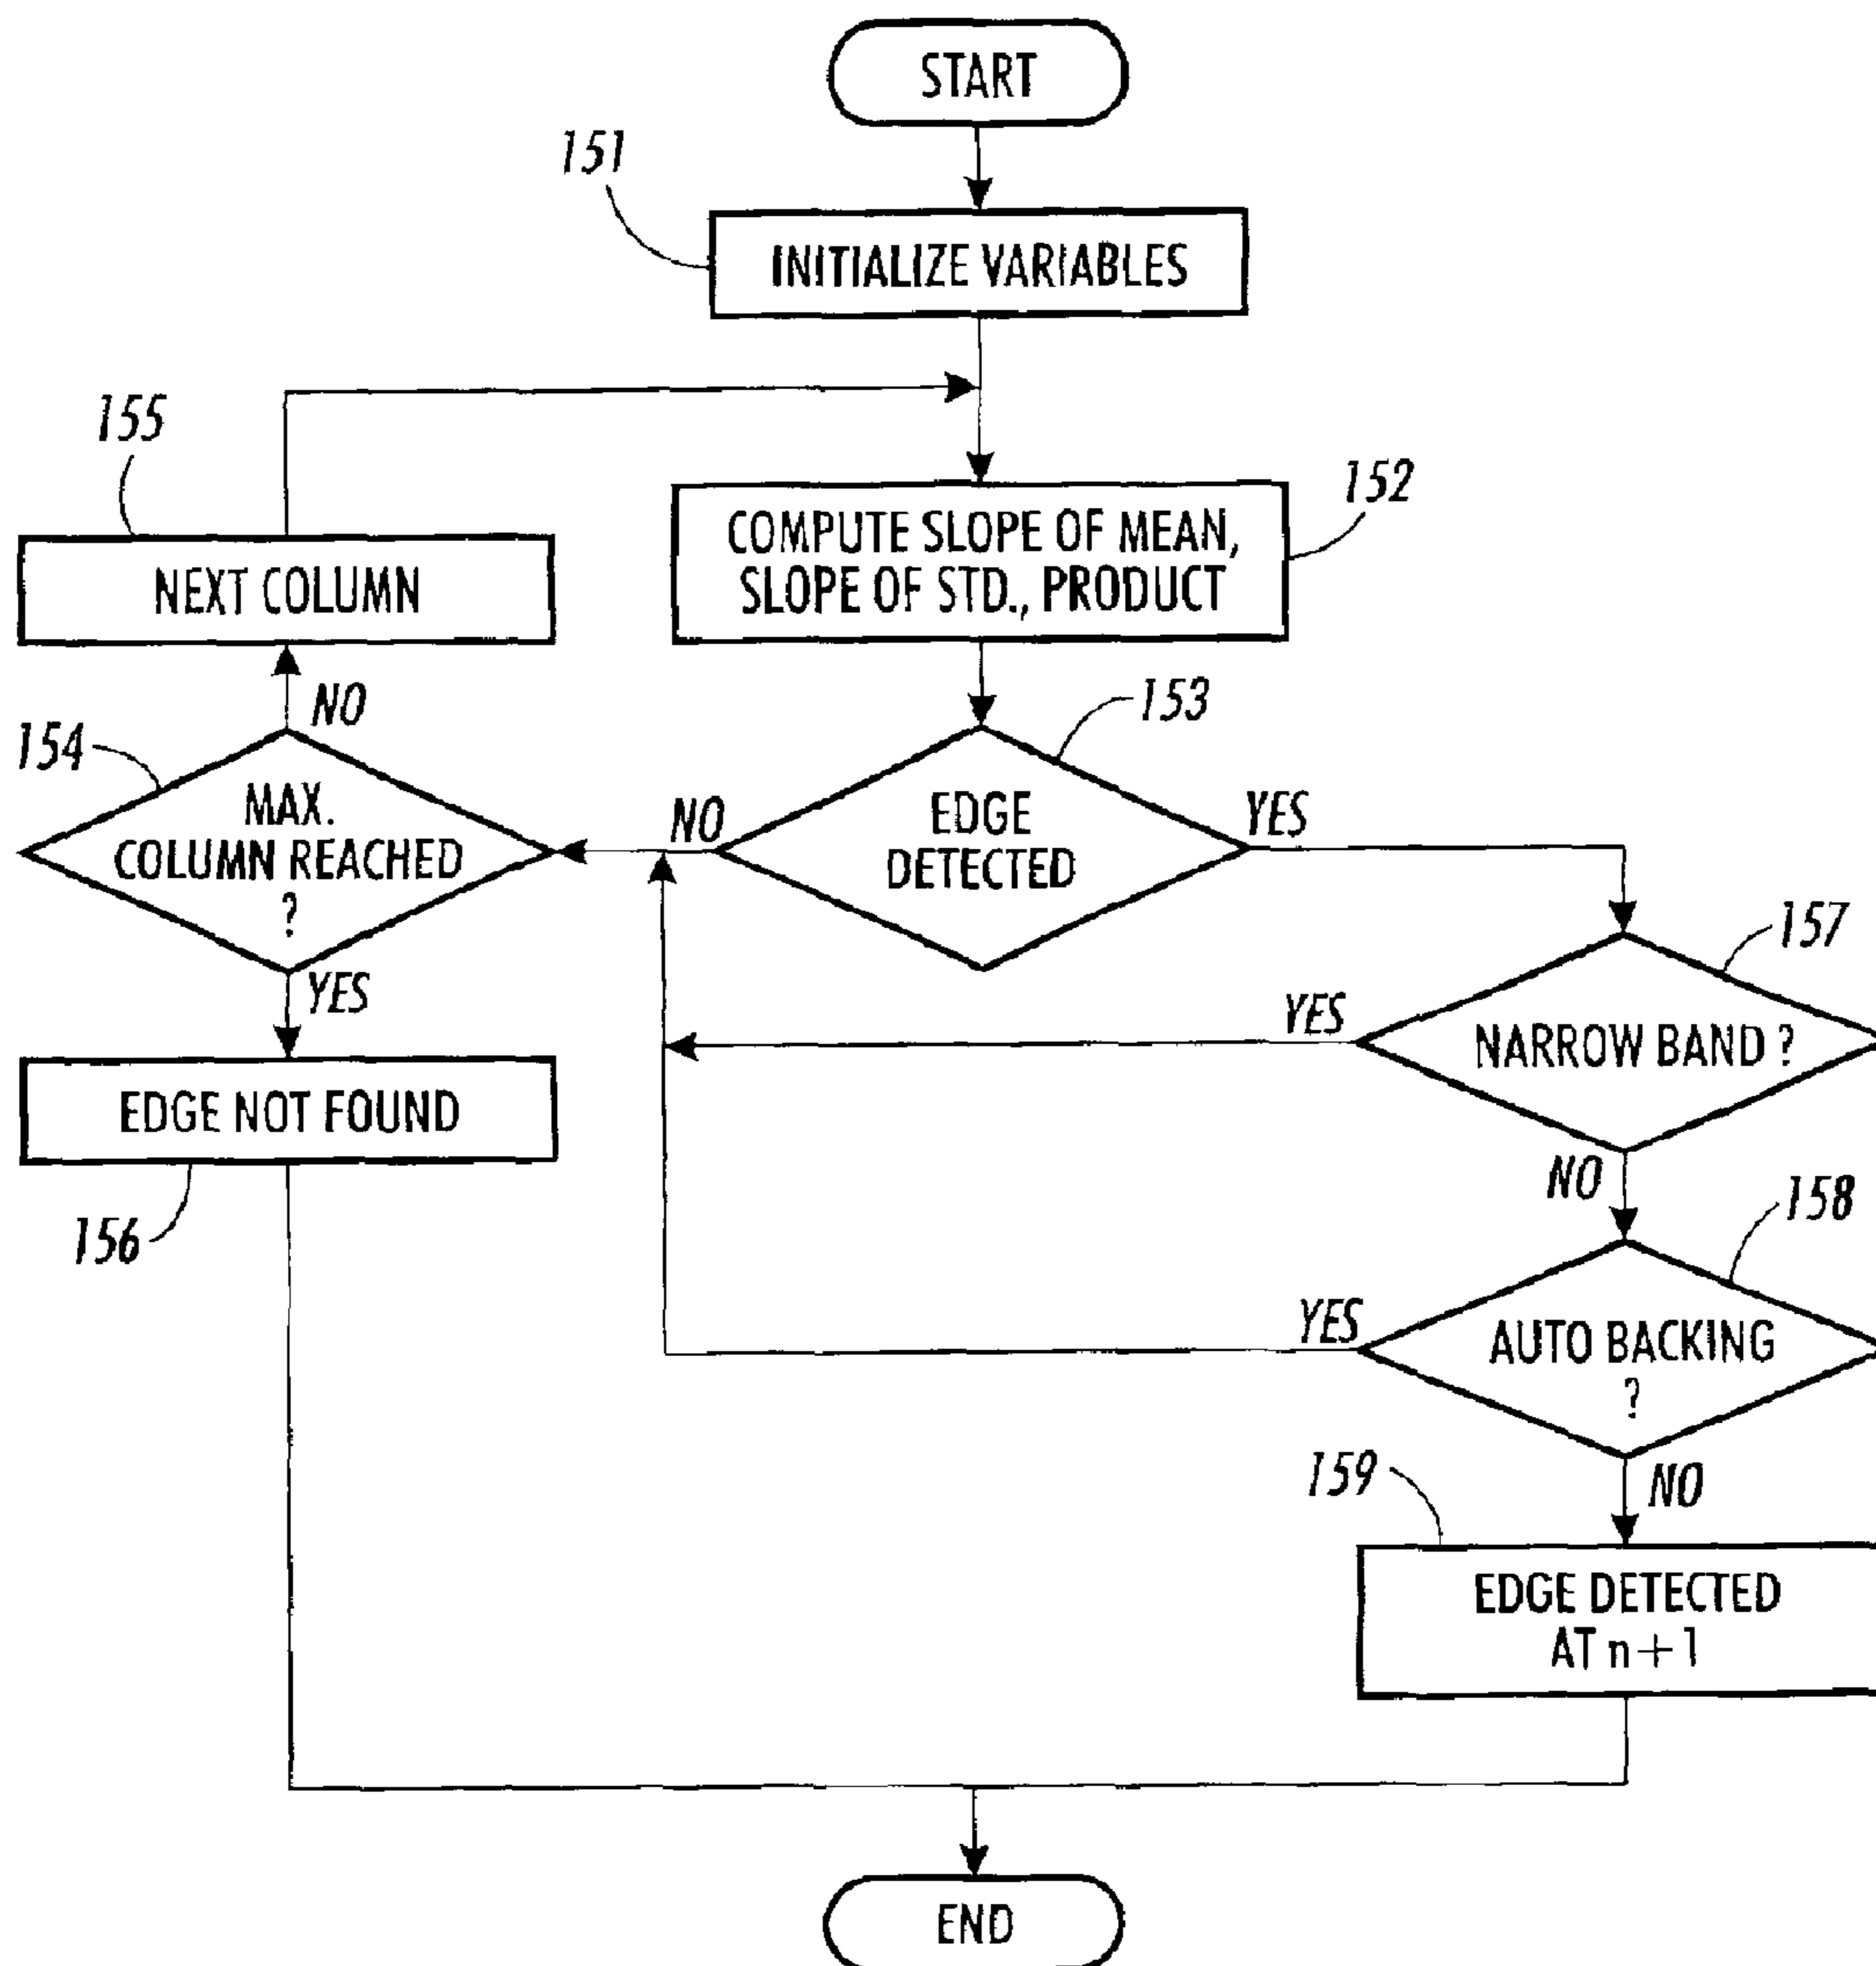 START
151
INITIALIZE VARIABLES
155
152
COMPUTE SLOPE OF MEAN,
SLOPE OF STD., PRODUCT
NEXT COLUMN
NO
153
154
MAX.
COLUMN REACHED
?
NO
EDGE
DETECTED
YES
157
YES
YES
NARROW BAND ?
EDGE NOT FOUND
156
NO
158
YES
AUTO BACKING
?
159
NO
EDGE DETECTED
AT n+1
END